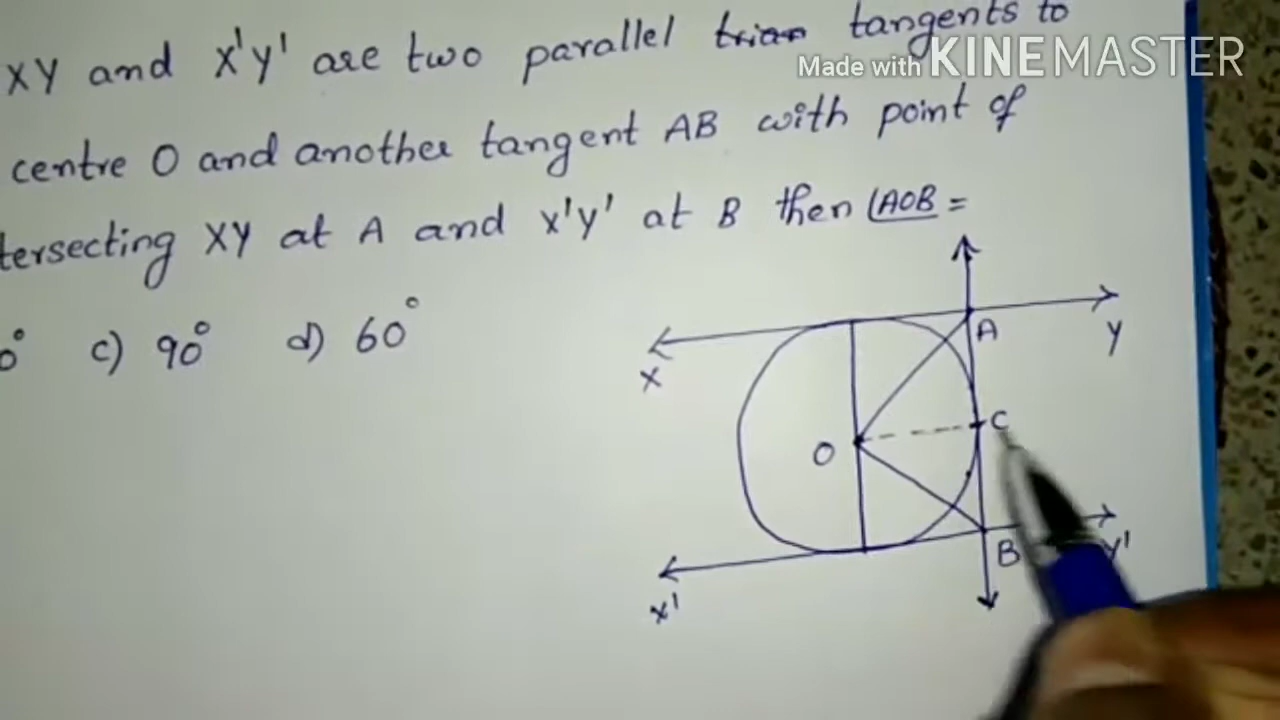 XY and X'Y' are two parallel trian tangents to
Made with KINEMASTER
centre O and another tangent AB with point of
tersecting XY at A and X'Y' at B then ∠AOB =
0° c) 90° d) 60°
A
Y
X
C
O
B
Y'
X'